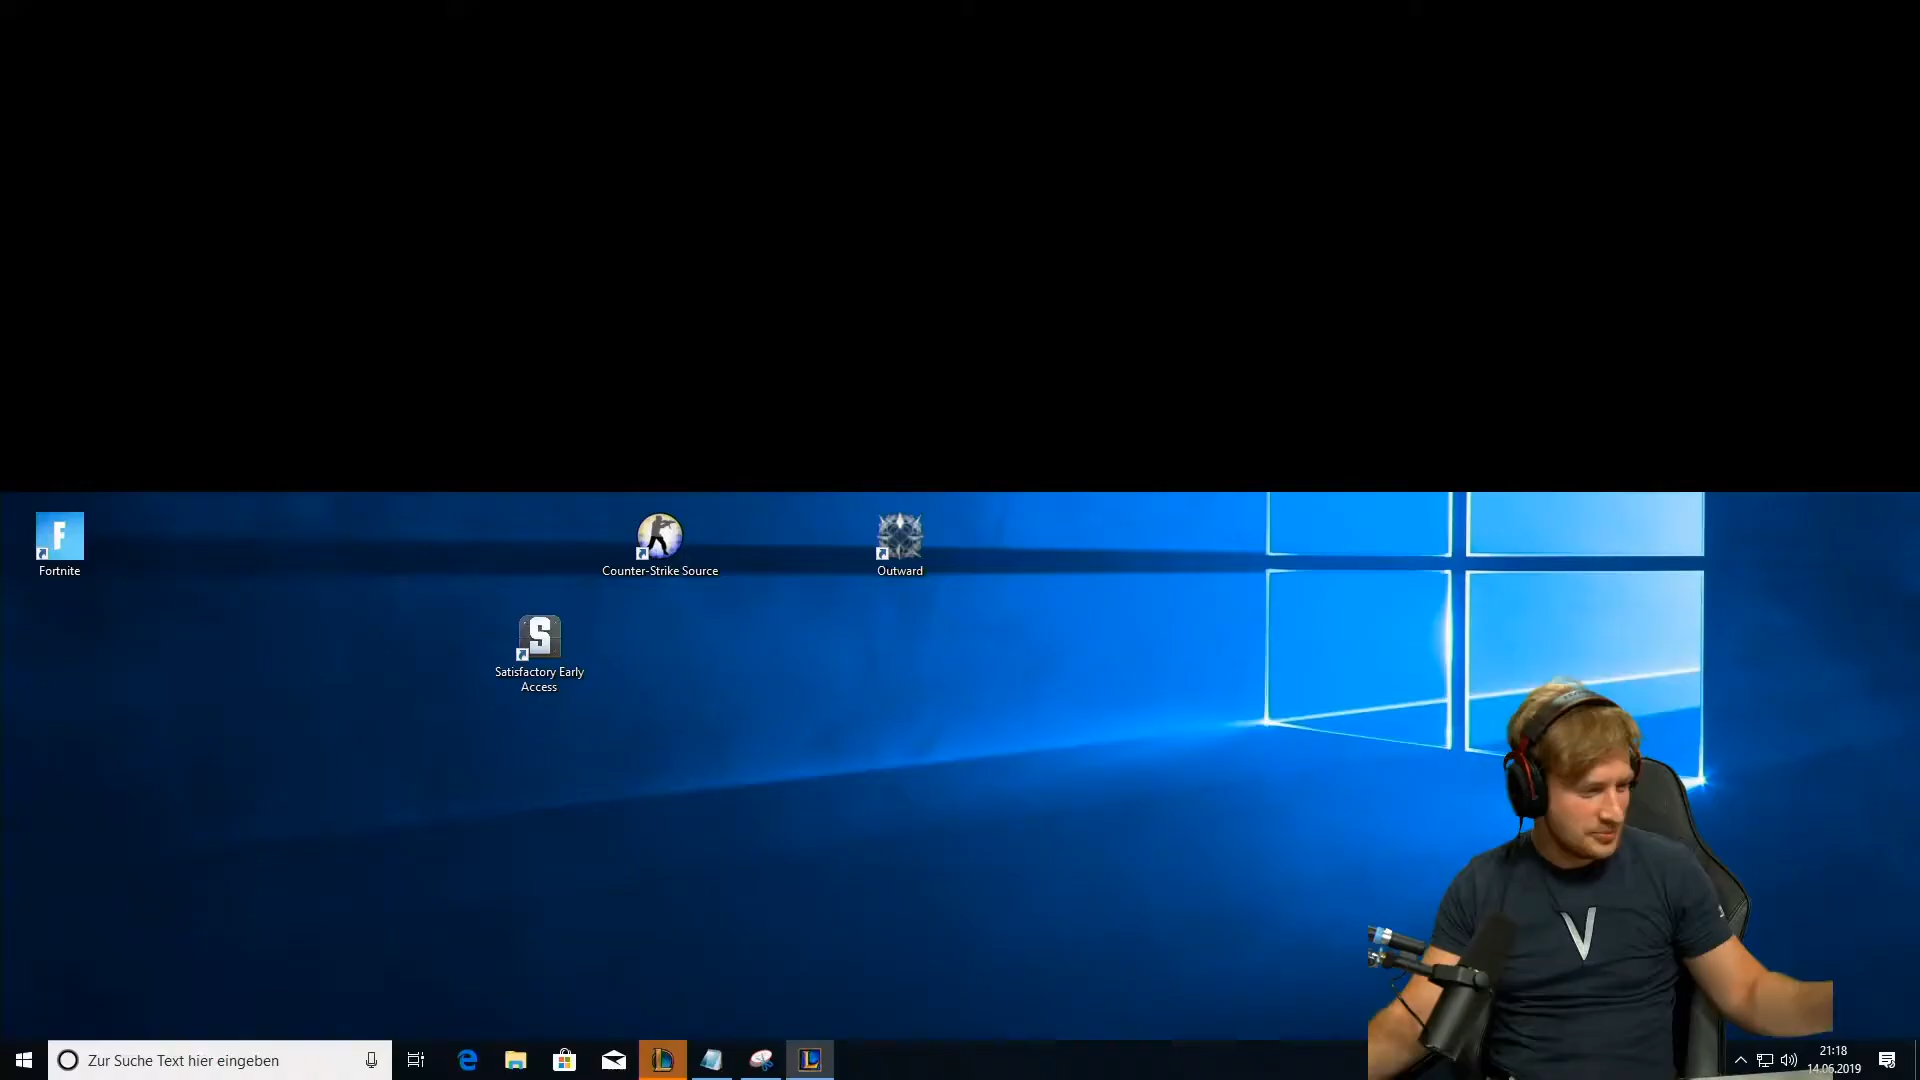 Fortnite
Counter-Strike Source
Outward
Satisfactory Early
Access
Zur Suche Text hier eingeben
21:18
14.06.2019